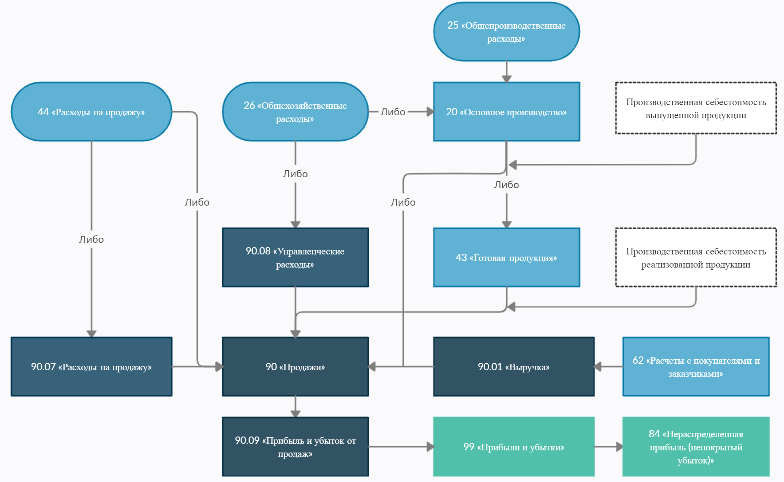 25 «Общепроизводственные
расходы»
44 «Расходы на продажу»
26 «Общехозяйственные
расходы»
Либо
20 «Основное производство»
Производственная себестоимость
выпущенной продукции
Либо
Либо
Либо
Либо
Либо
90.08 «Управленческие
расходы»
43 «Готовая продукция»
Производственная себестоимость
реализованной продукции
90.07 «Расходы на продажу»
90 «Продажи»
90.01 «Выручка»
62 «Расчеты с покупателями и
заказчиками»
90.09 «Прибыль и убыток от
продаж»
99 «Прибыли и убытки»
84 «Нераспределенная
прибыль (непокрытый
убыток)»